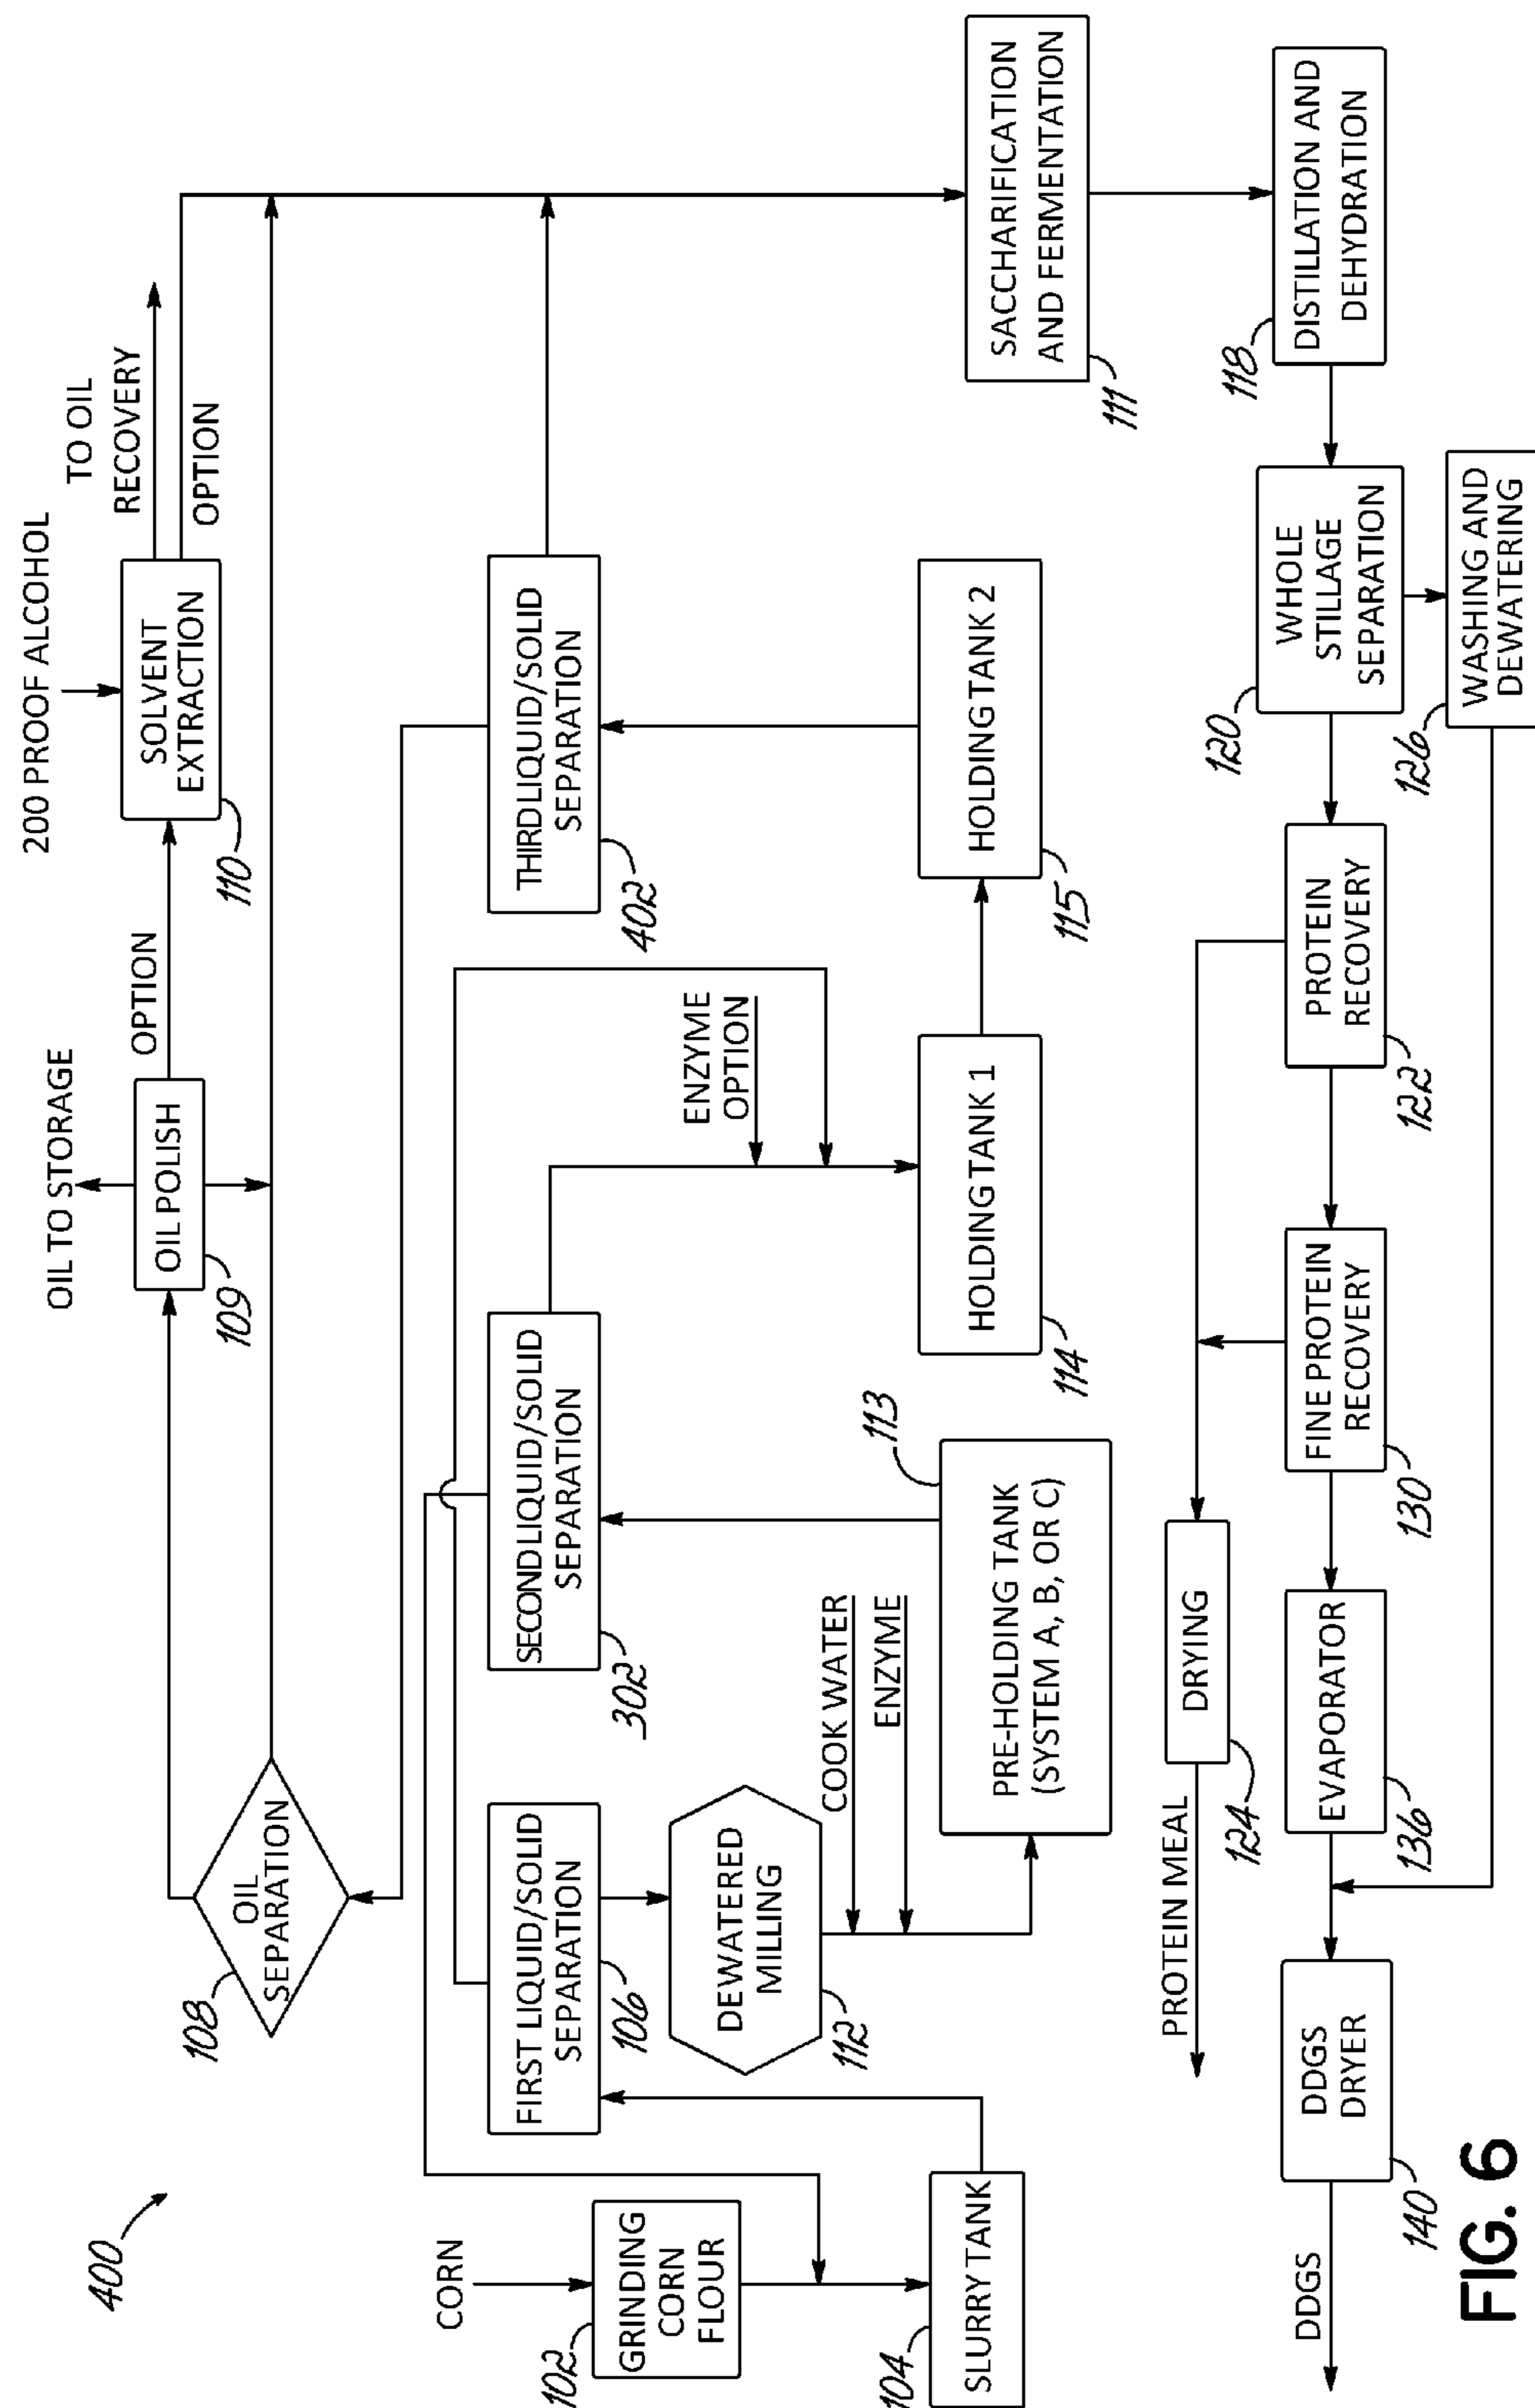 400
108
OIL
SEPARATION
OIL TO STORAGE
OIL POLISH
109
OPTION
200 PROOF ALCOHOL
SOLVENT
EXTRACTION
110
TO OIL
RECOVERY
OPTION
CORN
102
GRINDING
CORN
FLOUR
104
SLURRY TANK
FIRST LIQUID/SOLID
SEPARATION
106
DEWATERED
MILLING
112
COOK WATER
ENZYME
SECOND LIQUID/SOLID
SEPARATION
302
113
PRE-HOLDING TANK
(SYSTEM A, B, OR C)
ENZYME
OPTION
HOLDING TANK 1
114
THIRD LIQUID/SOLID
SEPARATION
402
HOLDING TANK 2
115
SACCHARIFICATION
AND FERMENTATION
111
DISTILLATION AND
DEHYDRATION
118
WHOLE
STILLAGE
SEPARATION
120
WASHING AND
DEWATERING
126
PROTEIN
RECOVERY
122
FINE PROTEIN
RECOVERY
130
DRYING
124
PROTEIN MEAL
EVAPORATOR
136
DDGS
DRYER
140
DDGS
FIG. 6